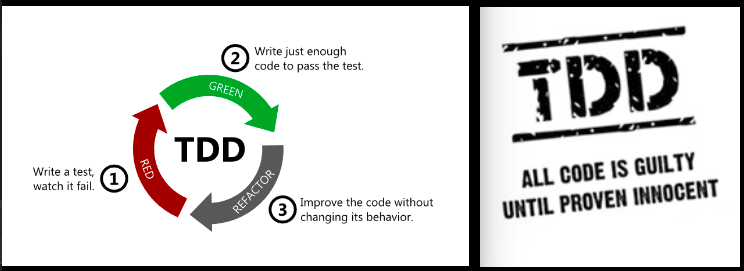 2
Write just enough
code to pass the test.
GREEN
TDD
RED
REFACTOR
Write a test,
watch it fail.
1
3
Improve the code without
changing its behavior.
TDD
ALL CODE IS GUILTY
UNTIL PROVEN INNOCENT